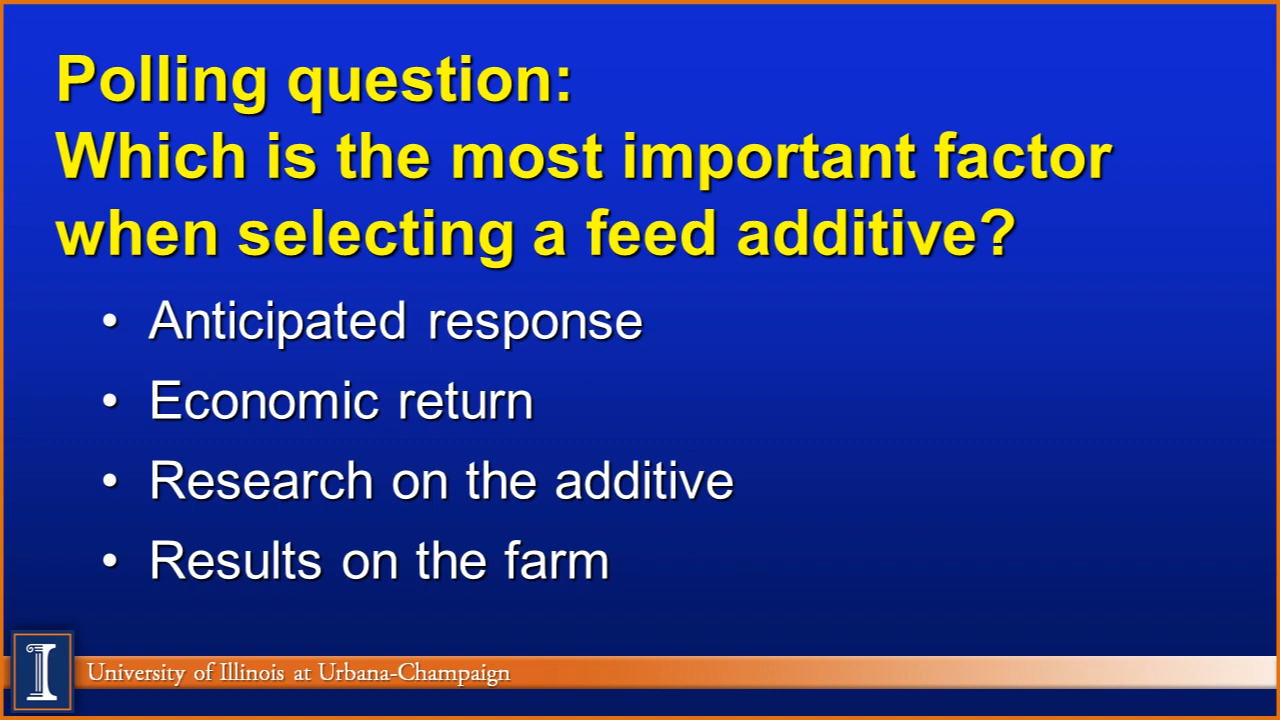 Polling question:
Which is the most important factor
when selecting a feed additive?
• Anticipated response
• Economic return
• Research on the additive
• Results on the farm
I
University of Illinois at Urbana-Champaign